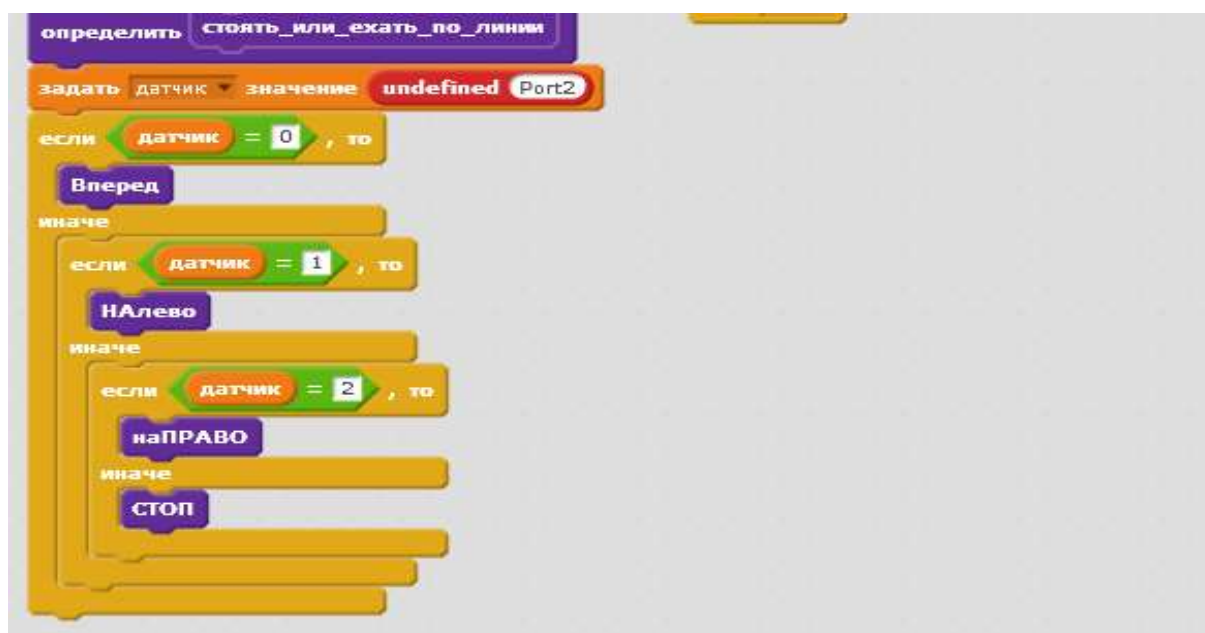 определить стоять_или_ехать_по_линии
задать датчик значение undefined Port2
если датчик = 0 , то
Вперед
иначе
если датчик = 1 , то
НАлево
иначе
если датчик = 2 , то
наПРАВО
иначе
СТОП